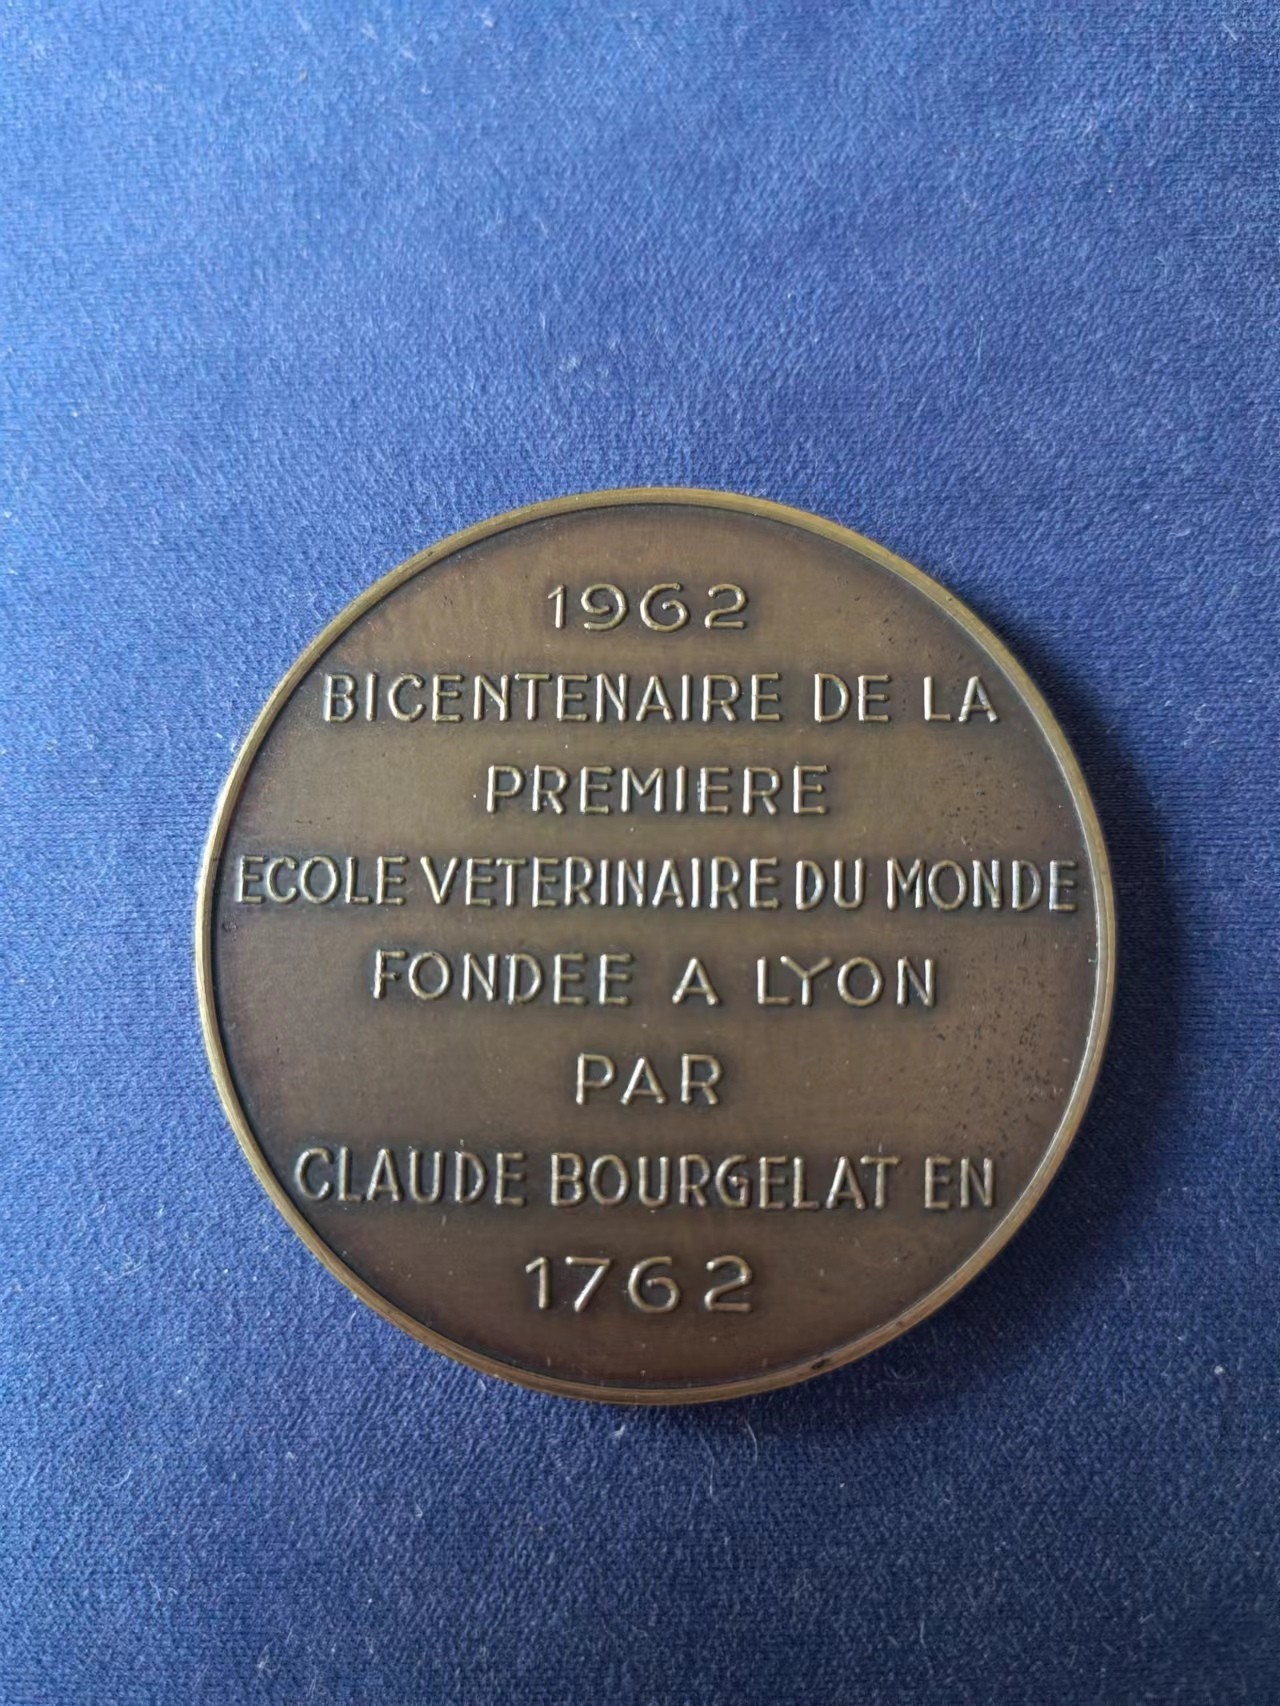 1962
BICENTENAIRE DE LA
PREMIERE
ECOLE VETERINAIRE DU MONDE
FONDEE A LYON
PAR
CLAUDE BOURGELAT EN
1762